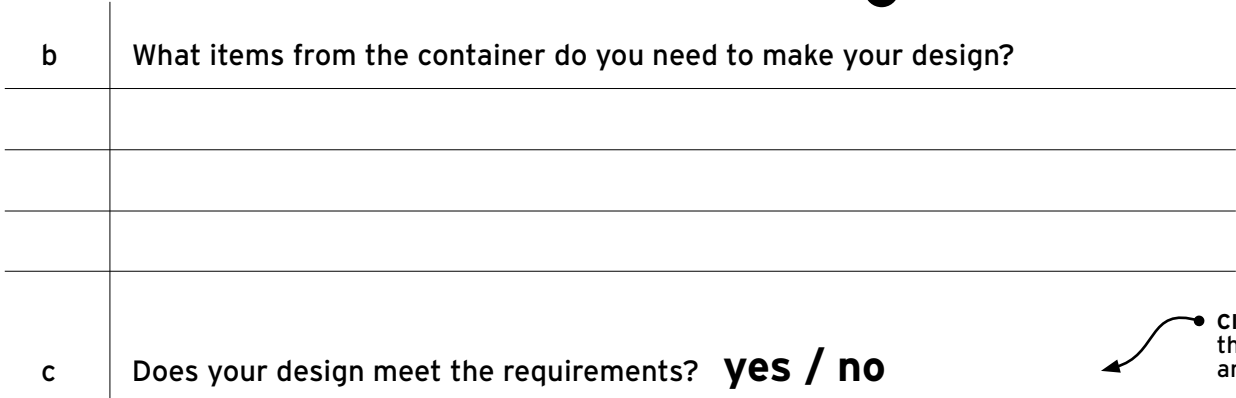 b What items from the container do you need to make your design?
c Does your design meet the requirements? yes / no